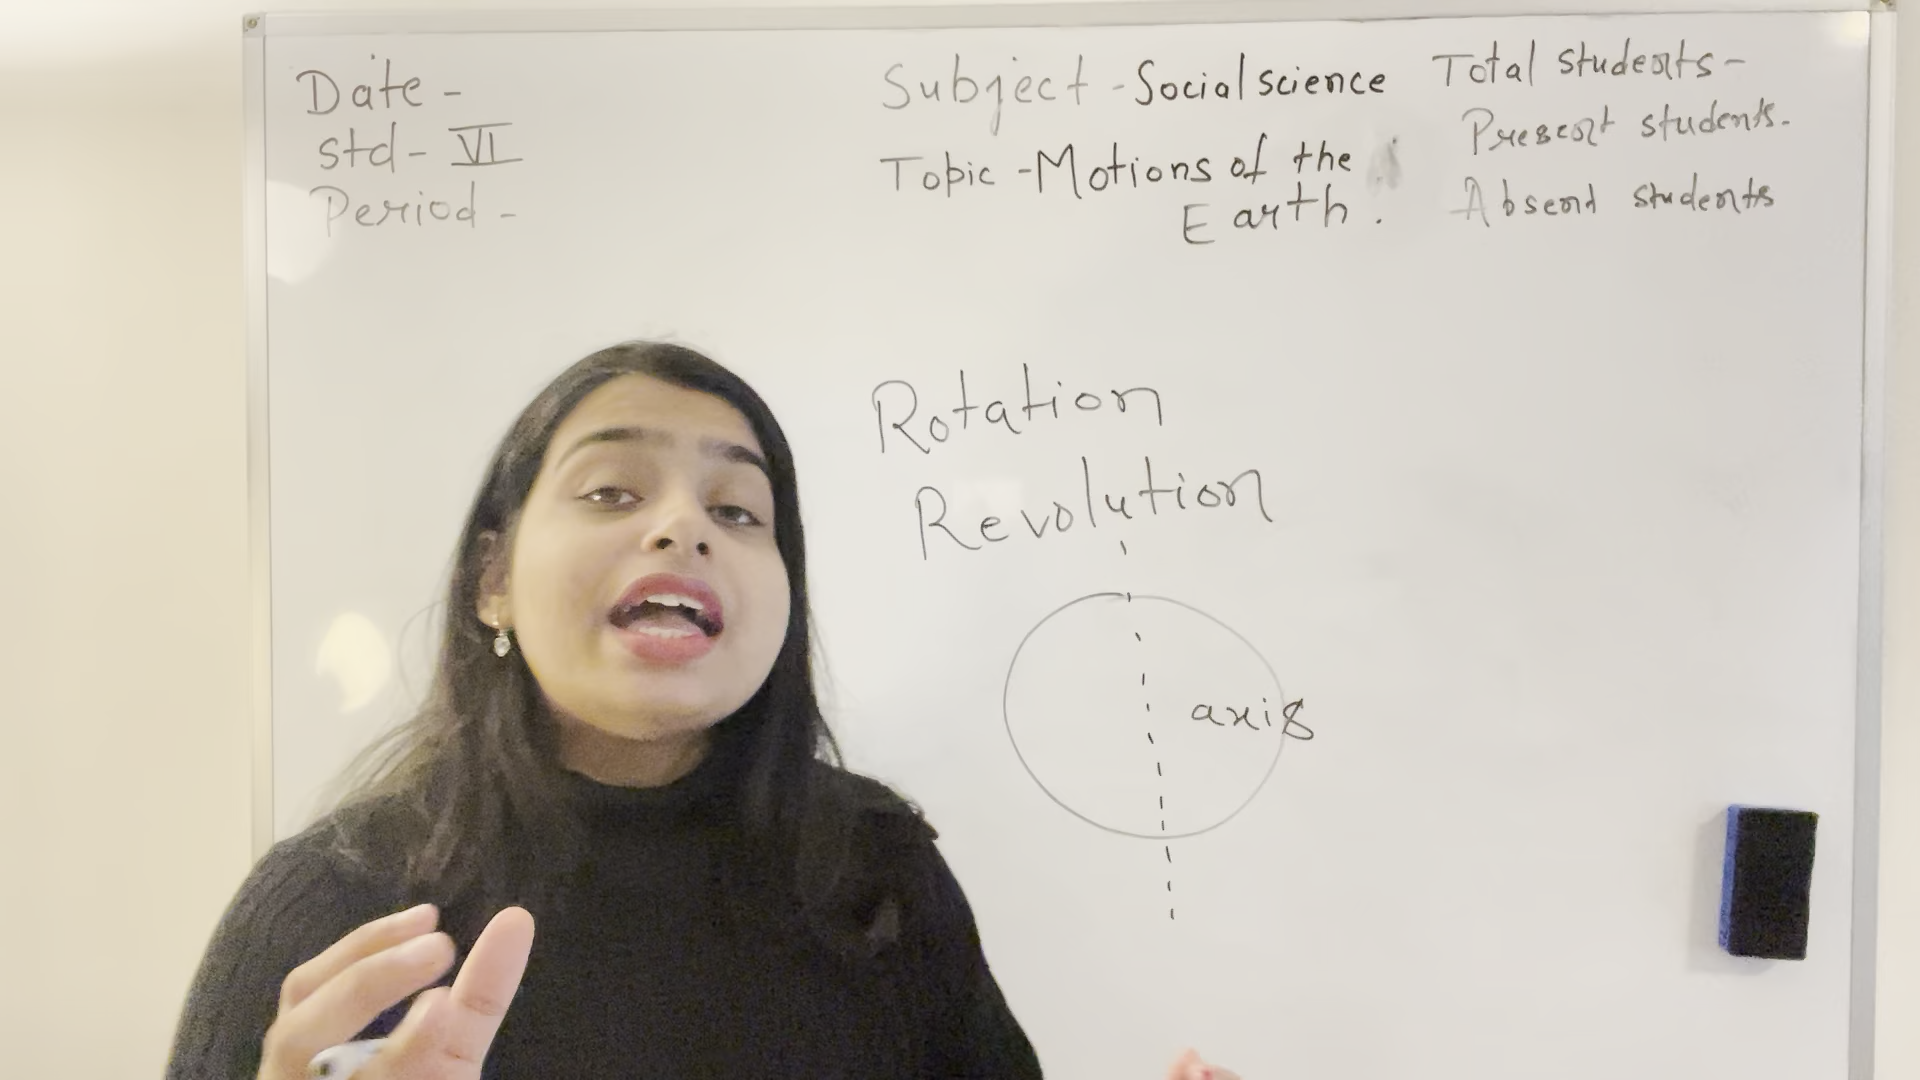 Date -
Std - VI
Period -
Subject - Social science
Topic - Motions of the
Earth.
Total students -
Present students.
Absent students
Rotation
Revolution
axis